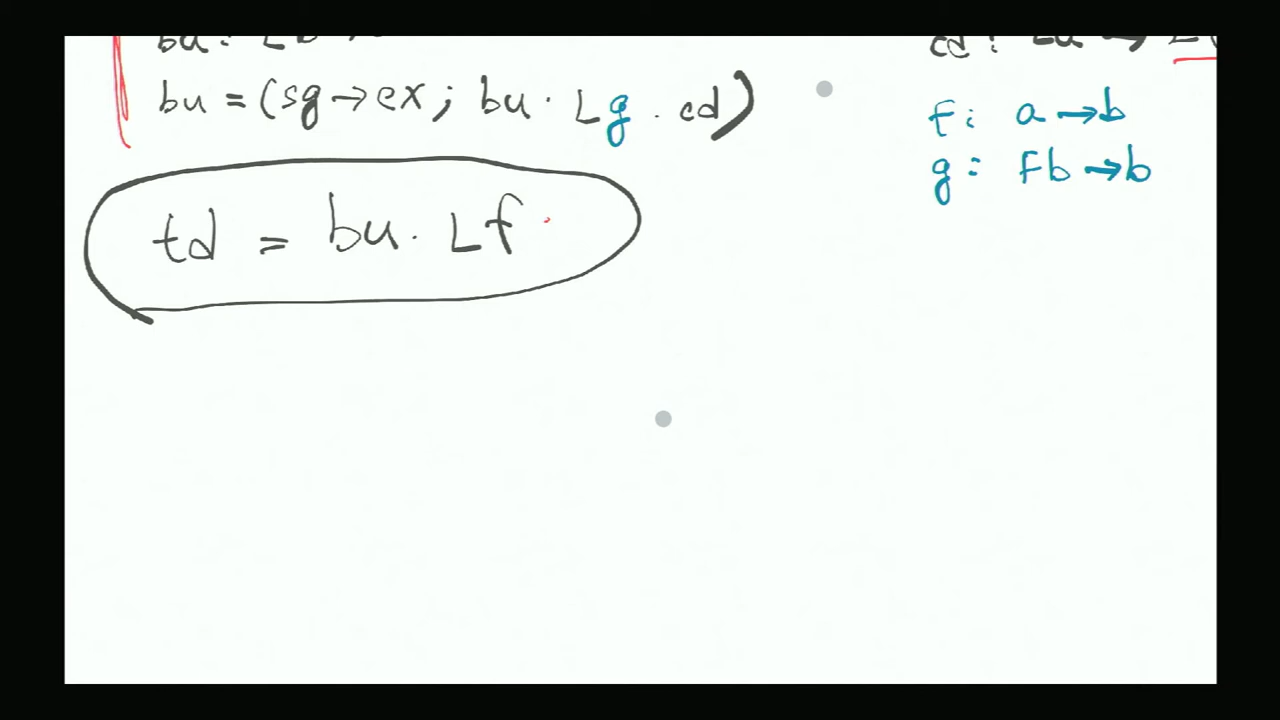 bu = (sg → ex; bu · Lg · cd)
td = bu · Lf
f: a → b
g: Fb → b